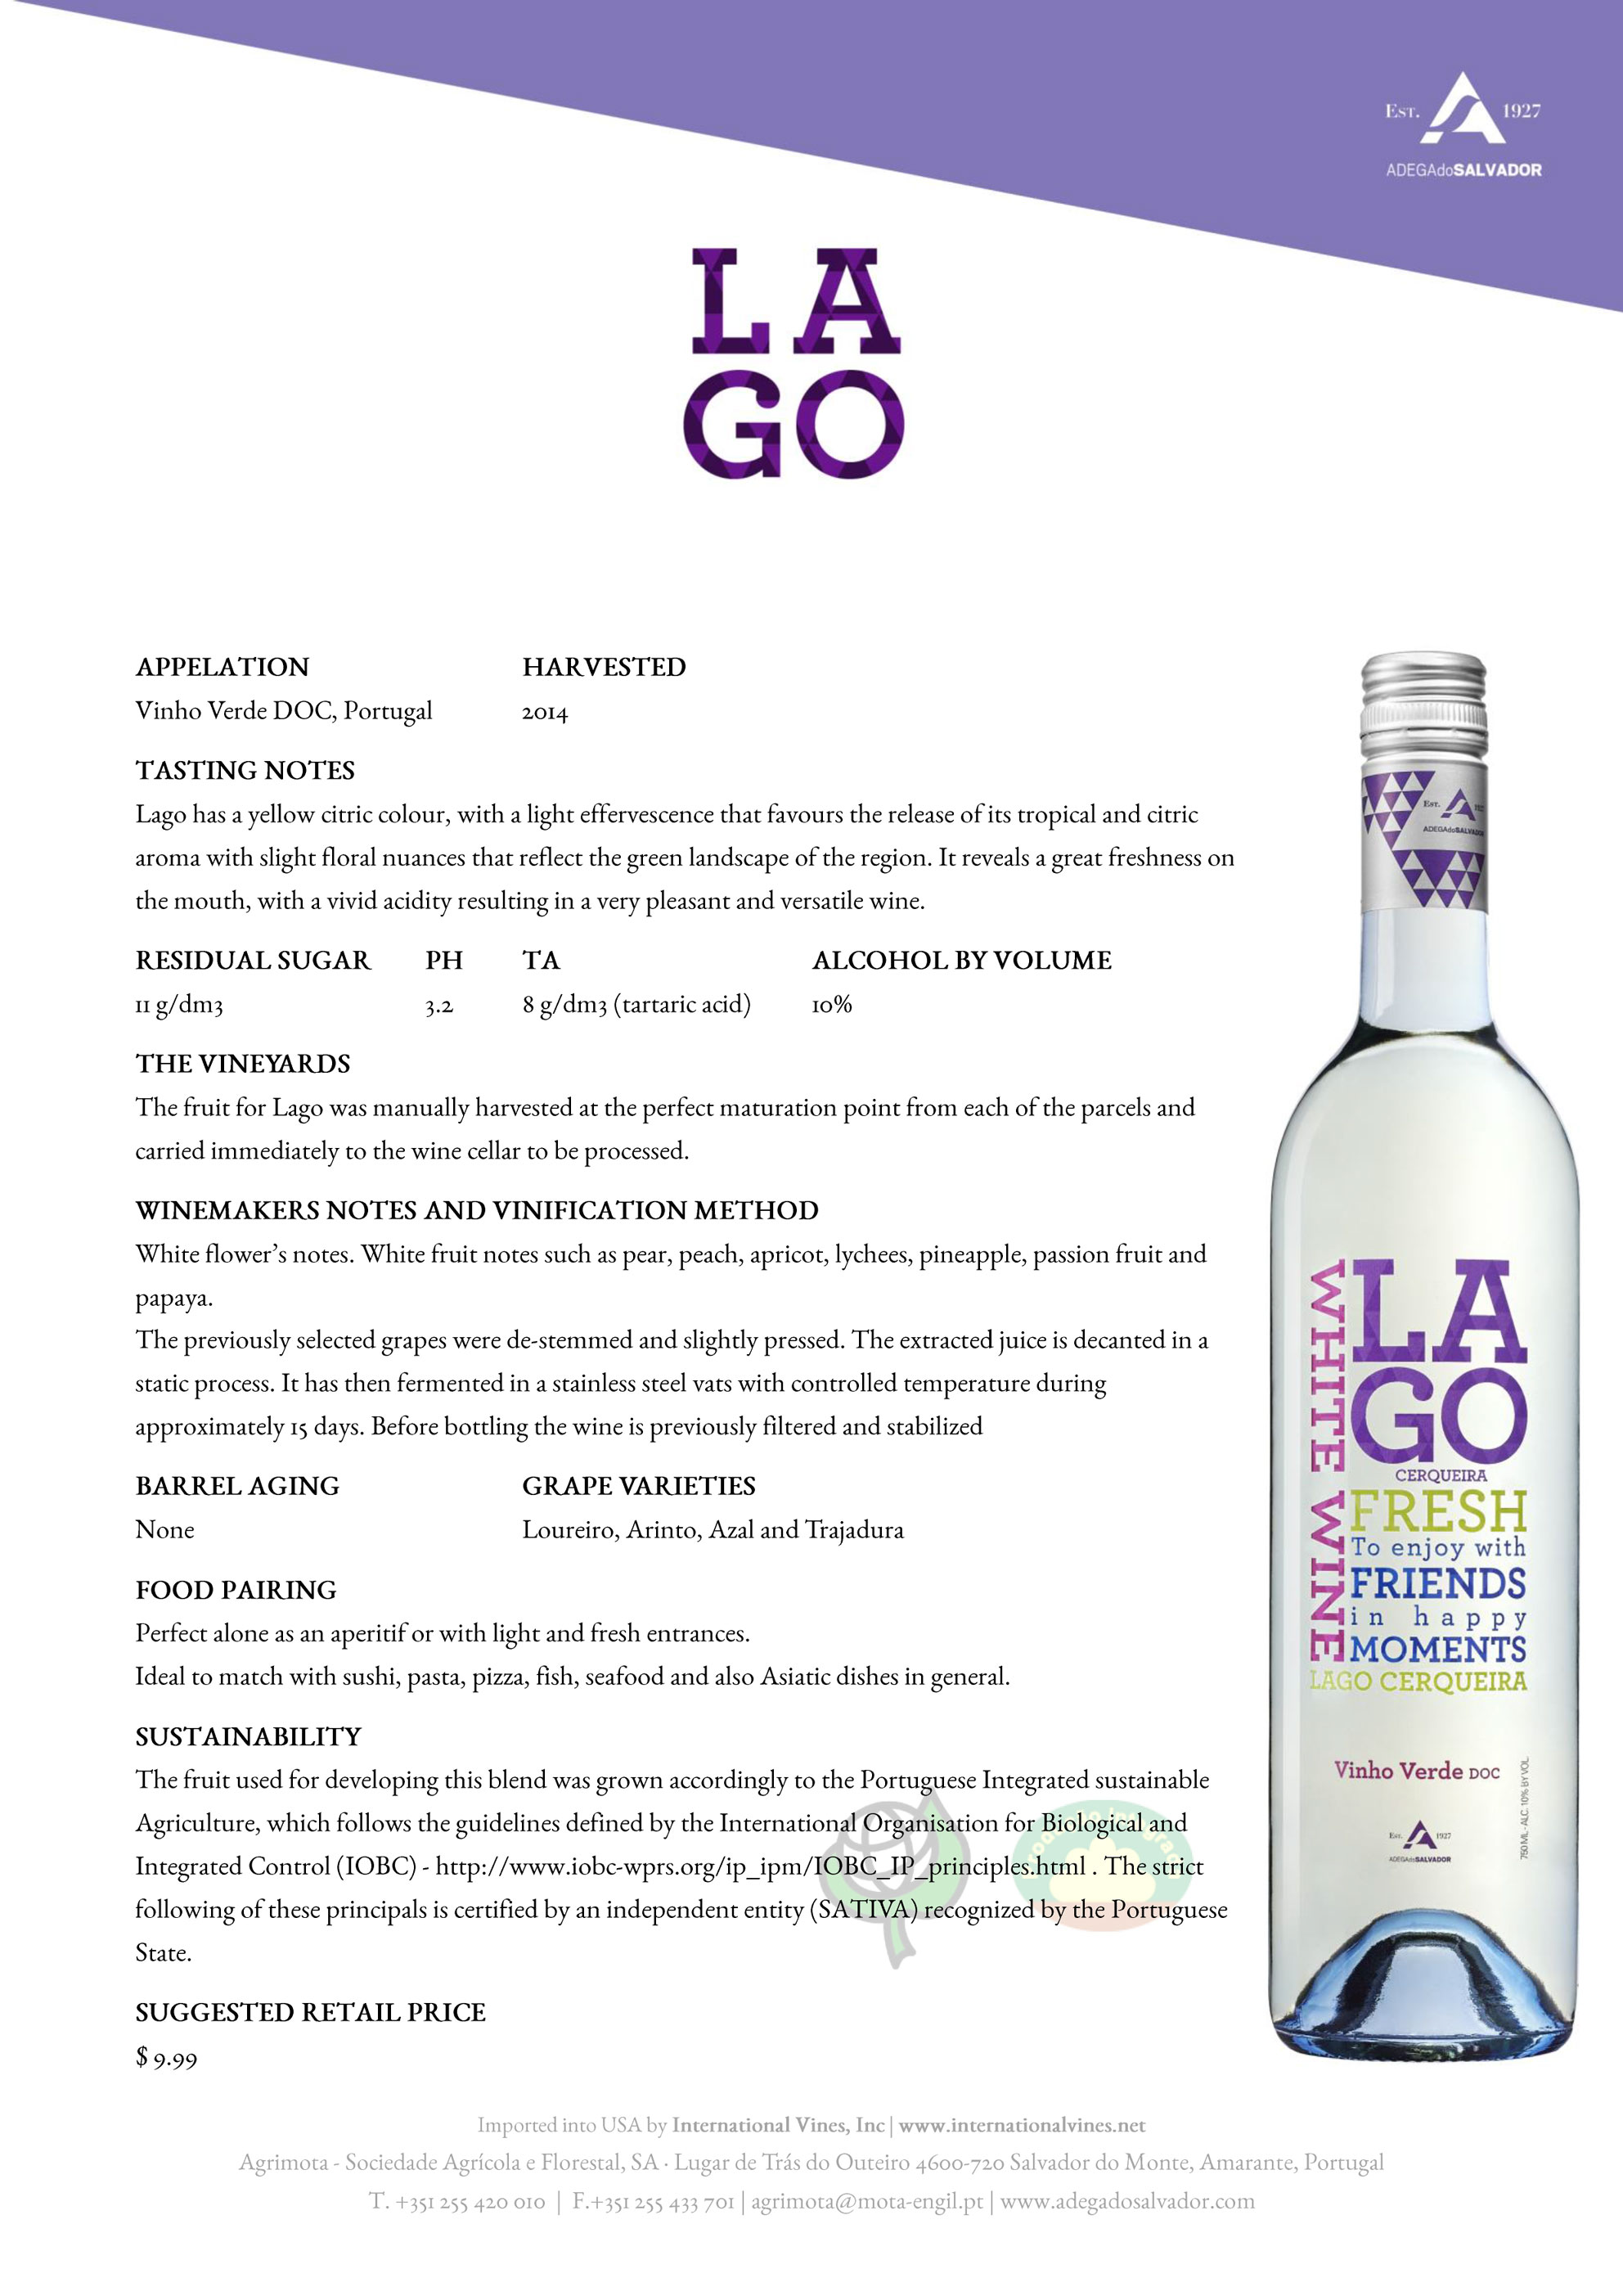 Est. 1927
ADEGAdoSALVADOR
LA
GO
APPELATION HARVESTED
Vinho Verde DOC, Portugal 2014
TASTING NOTES
Lago has a yellow citric colour, with a light effervescence that favours the release of its tropical and citric
aroma with slight floral nuances that reflect the green landscape of the region. It reveals a great freshness on
the mouth, with a vivid acidity resulting in a very pleasant and versatile wine.
RESIDUAL SUGAR PH TA ALCOHOL BY VOLUME
11 g/dm3 3.2 8 g/dm3 (tartaric acid) 10%
THE VINEYARDS
The fruit for Lago was manually harvested at the perfect maturation point from each of the parcels and
carried immediately to the wine cellar to be processed.
WINEMAKERS NOTES AND VINIFICATION METHOD
White flower's notes. White fruit notes such as pear, peach, apricot, lychees, pineapple, passion fruit and
papaya.
The previously selected grapes were de-stemmed and slightly pressed. The extracted juice is decanted in a
static process. It has then fermented in a stainless steel vats with controlled temperature during
approximately 15 days. Before bottling the wine is previously filtered and stabilized
BARREL AGING GRAPE VARIETIES
None Loureiro, Arinto, Azal and Trajadura
FOOD PAIRING
Perfect alone as an aperitif or with light and fresh entrances.
Ideal to match with sushi, pasta, pizza, fish, seafood and also Asiatic dishes in general.
SUSTAINABILITY
The fruit used for developing this blend was grown accordingly to the Portuguese Integrated sustainable
Agriculture, which follows the guidelines defined by the International Organisation for Biological and
Integrated Control (IOBC) - http://www.iobc-wprs.org/ip_ipm/IOBC_IP_principles.html . The strict
following of these principals is certified by an independent entity (SATIVA) recognized by the Portuguese
State.
SUGGESTED RETAIL PRICE
$ 9.99
Est. 1927
ADEGAdoSALVADOR
WHITE WINE
LA
GO
CERQUEIRA
FRESH
To enjoy with
FRIENDS
in happy
MOMENTS
LAGO CERQUEIRA
Vinho Verde DOC
750 ML - ALC. 10% BY VOL.
Est. 1927
ADEGAdoSALVADOR
Imported into USA by International Vines, Inc | www.internationalvines.net
Agrimota - Sociedade Agrícola e Florestal, SA · Lugar de Trás do Outeiro 4600-720 Salvador do Monte, Amarante, Portugal
T. +351 255 420 010 | F.+351 255 433 701 | agrimota@mota-engil.pt | www.adegadosalvador.com